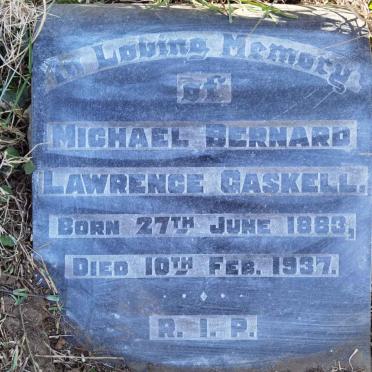 In Loving Memory
of
MICHAEL BERNARD
LAWRENCE GASKELL.
BORN 27TH JUNE 1883,
DIED 10TH FEB. 1937.
R. I. P.